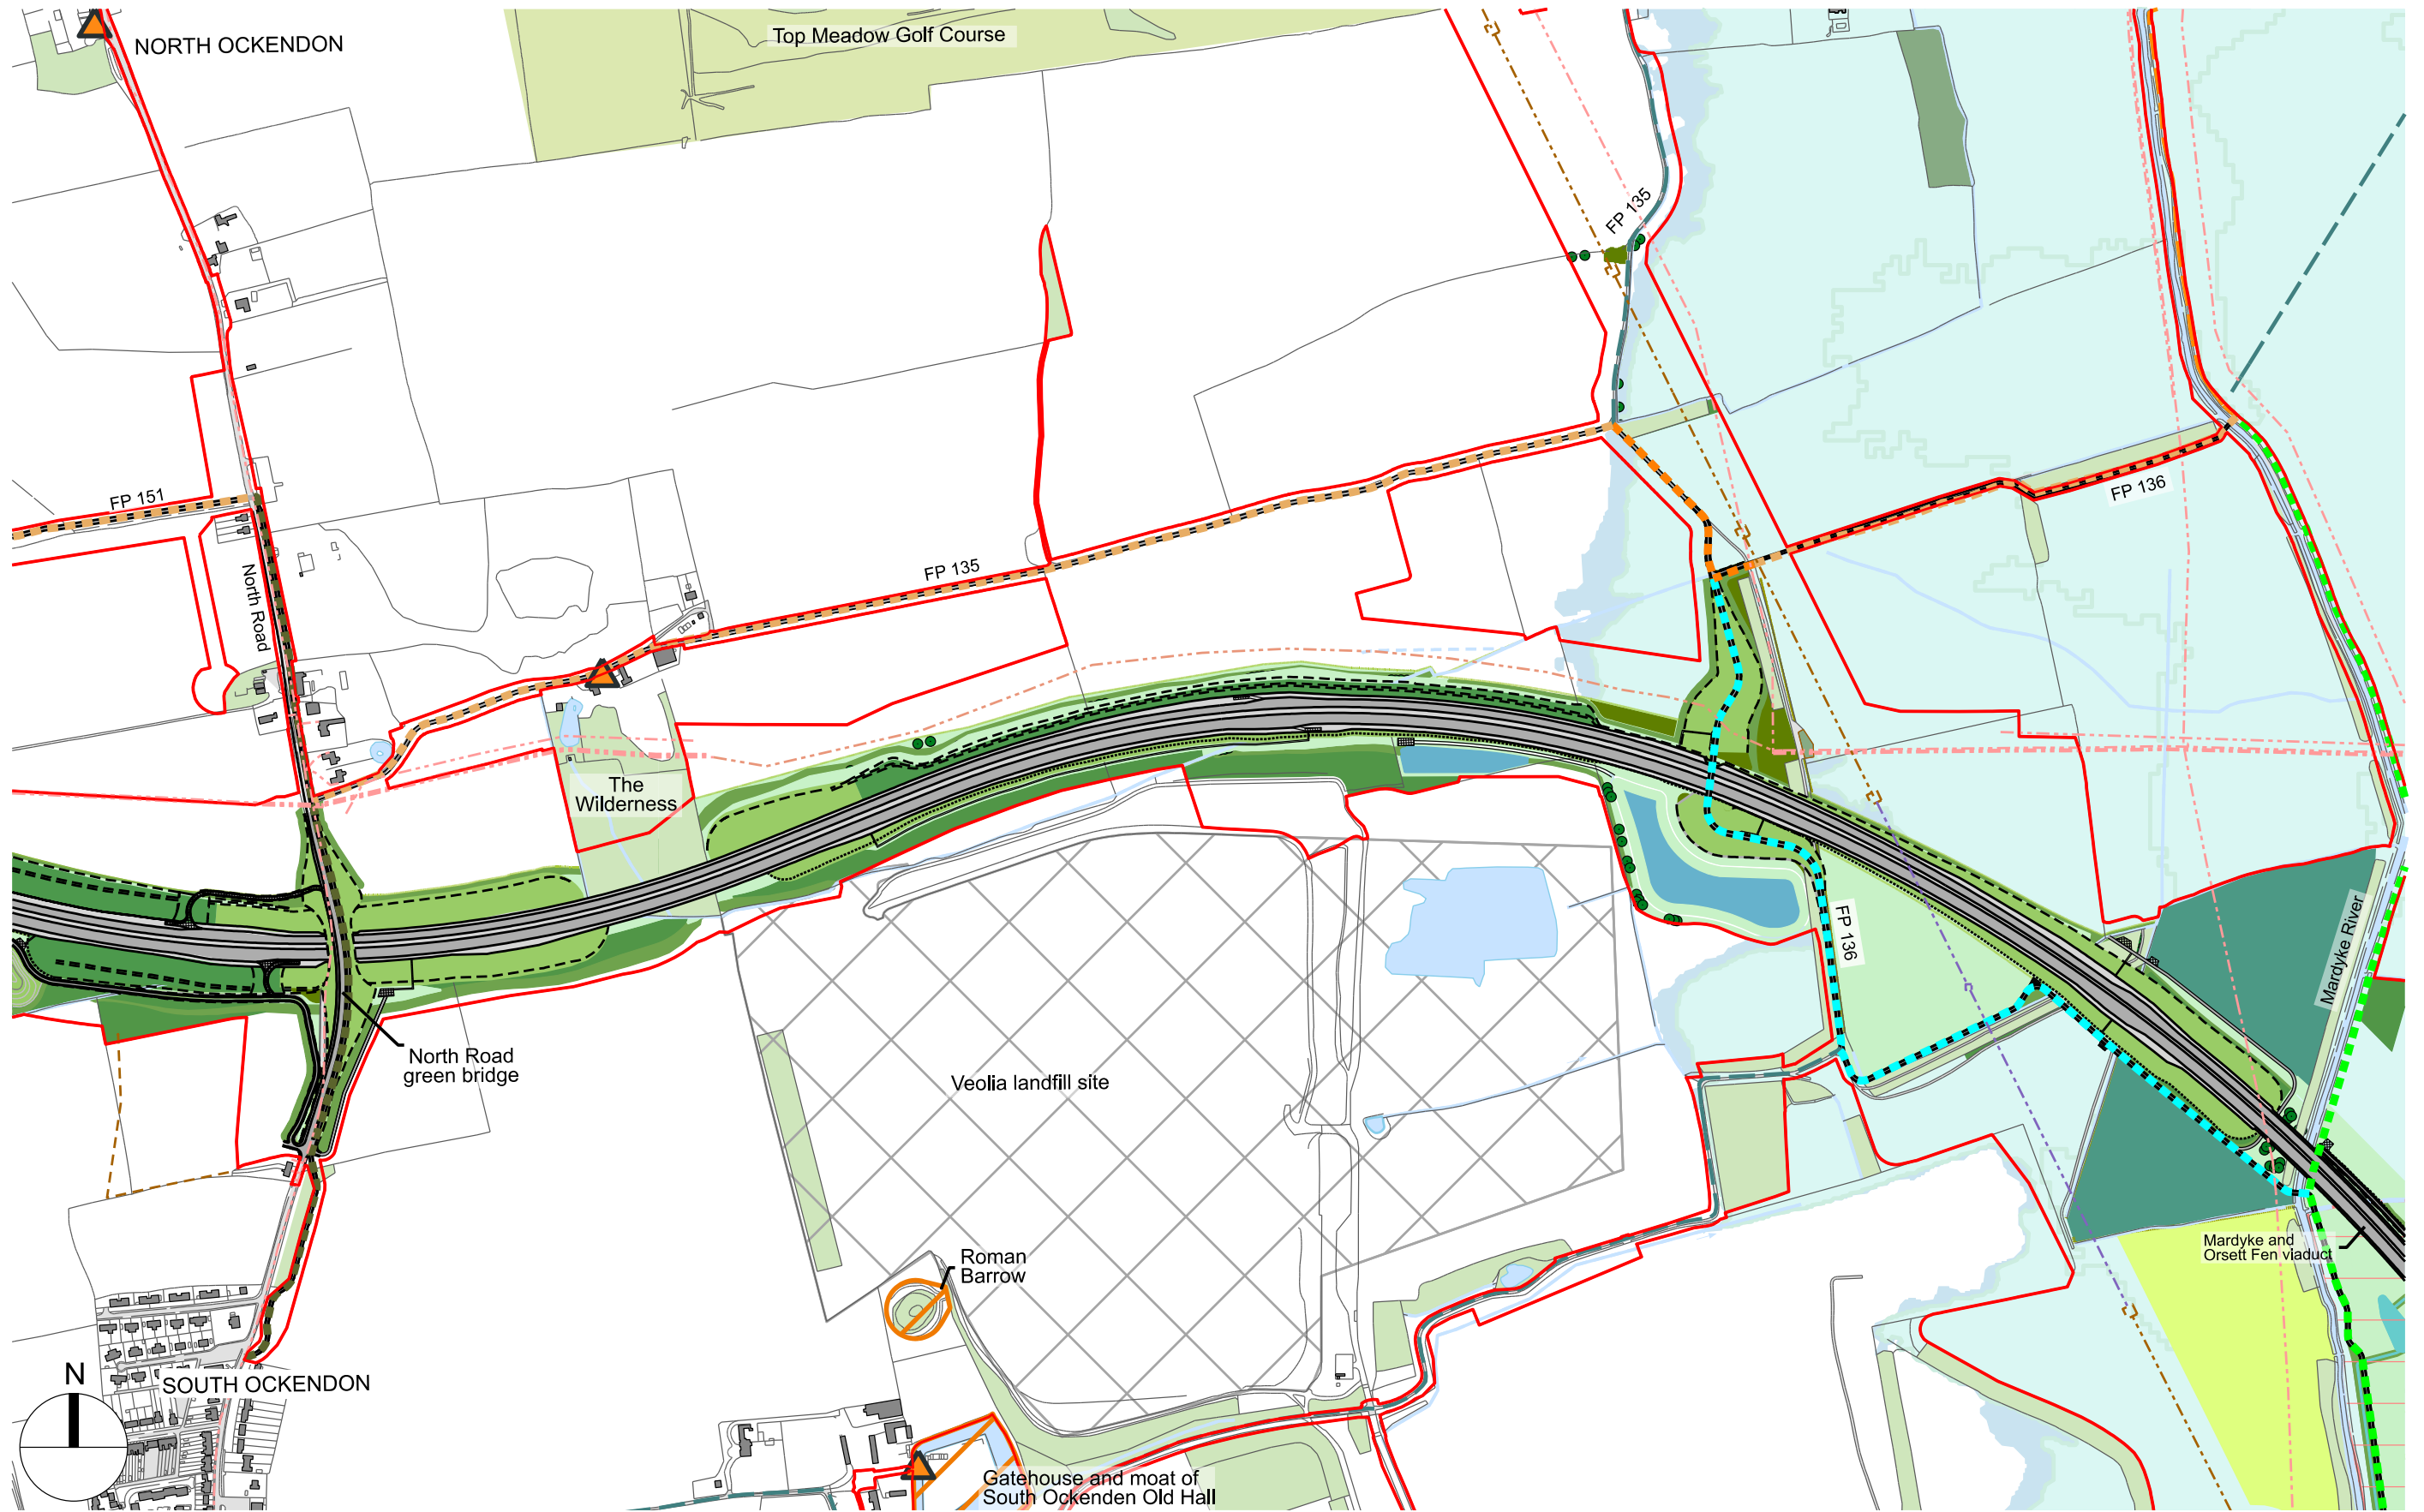 NORTH OCKENDON
Top Meadow Golf Course
FP 135
FP 151
FP 136
North Road
FP 135
The
Wilderness
FP 136
Mardyke River
North Road
green bridge
Veolia landfill site
Roman
Barrow
Mardyke and
Orsett Fen viaduct
N
SOUTH OCKENDON
Gatehouse and moat of
South Ockenden Old Hall